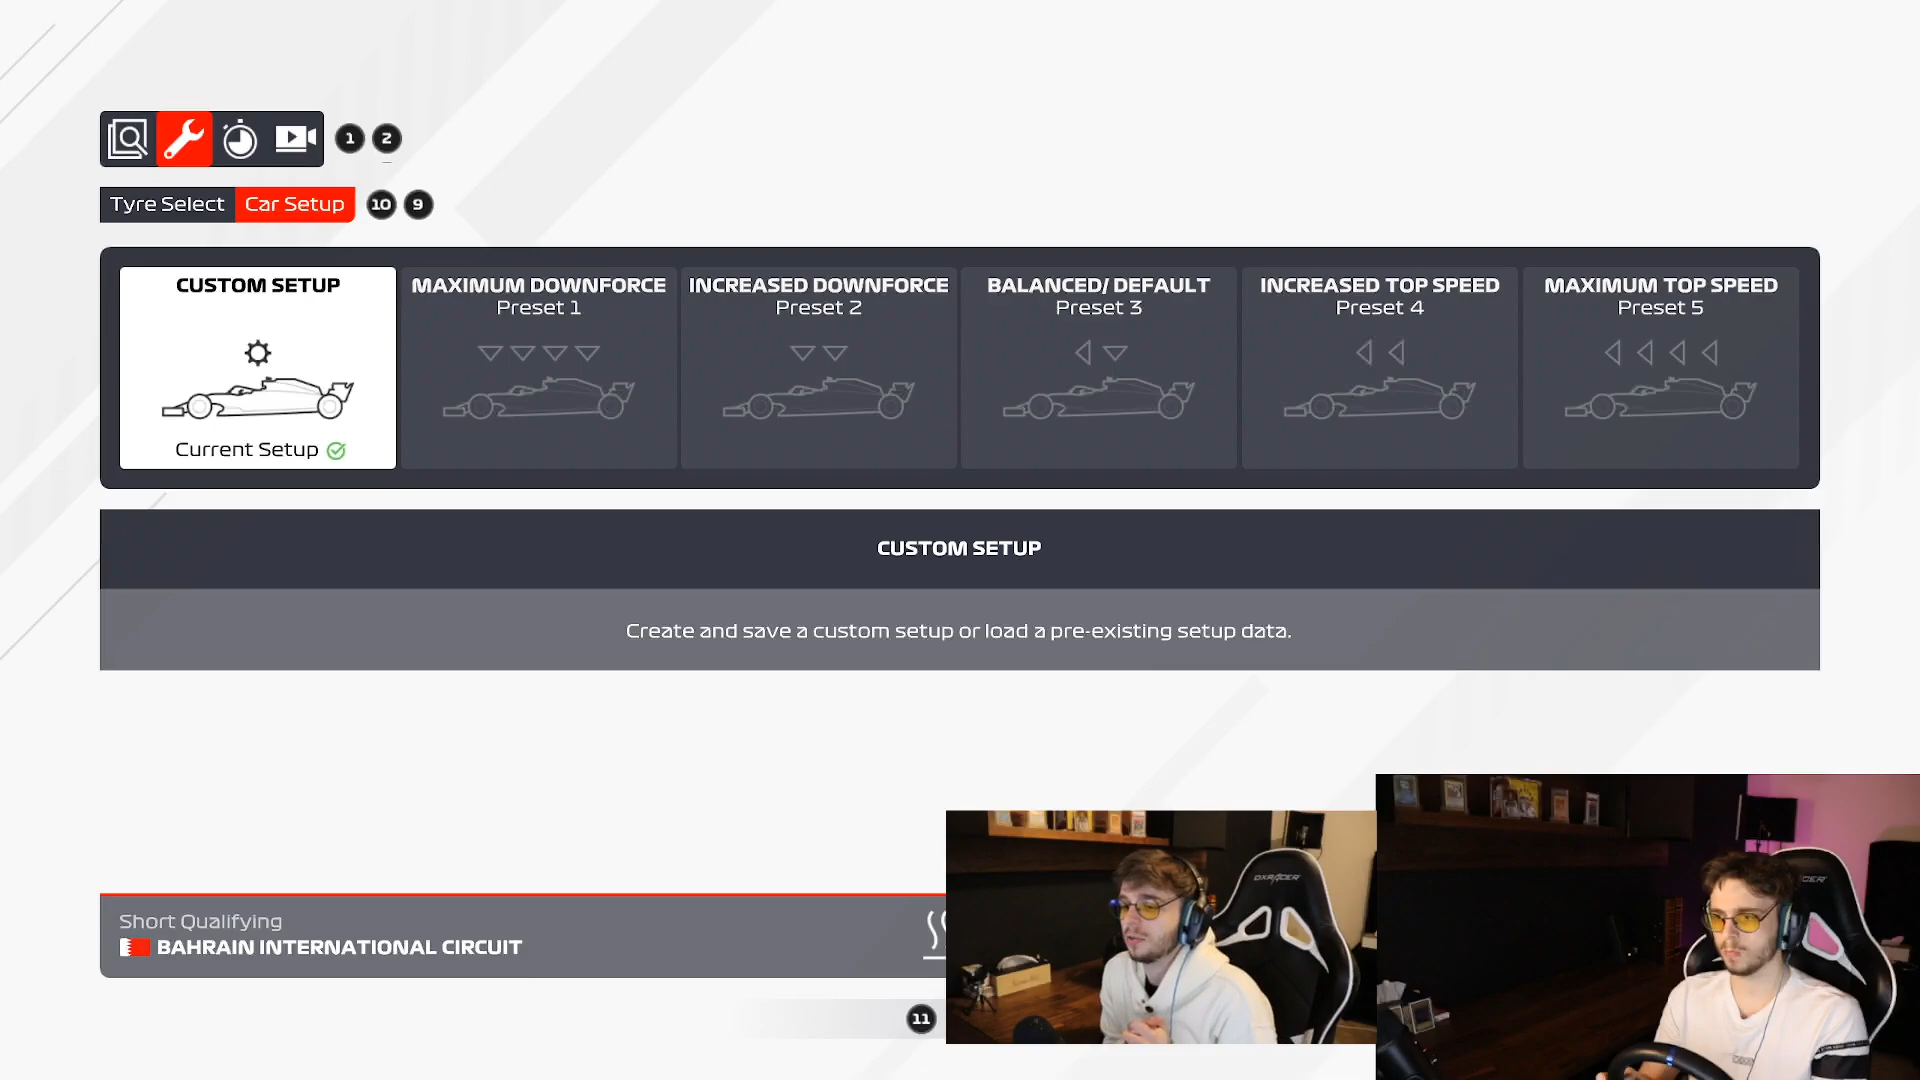 1 2
Tyre Select Car Setup 10 9
CUSTOM SETUP
Current Setup
MAXIMUM DOWNFORCE
Preset 1
INCREASED DOWNFORCE
Preset 2
BALANCED/ DEFAULT
Preset 3
INCREASED TOP SPEED
Preset 4
MAXIMUM TOP SPEED
Preset 5
CUSTOM SETUP
Create and save a custom setup or load a pre-existing setup data.
Short Qualifying
BAHRAIN INTERNATIONAL CIRCUIT
11
DXRACER